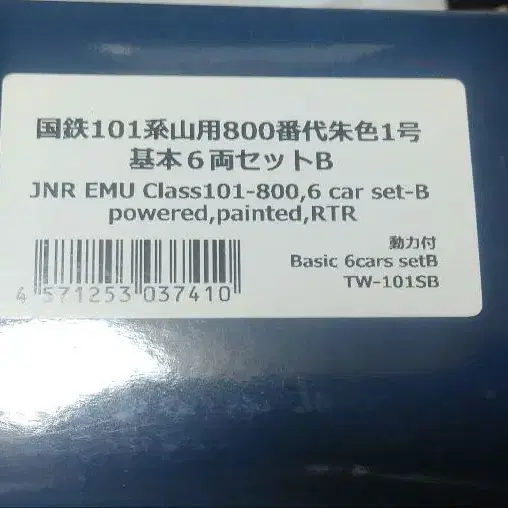 国鉄101系山用800番代朱色1号
基本6両セットB
JNR EMU Class101-800,6 car set-B
powered,painted,RTR
動力付
Basic 6cars setB
TW-101SB
4 571253 037410